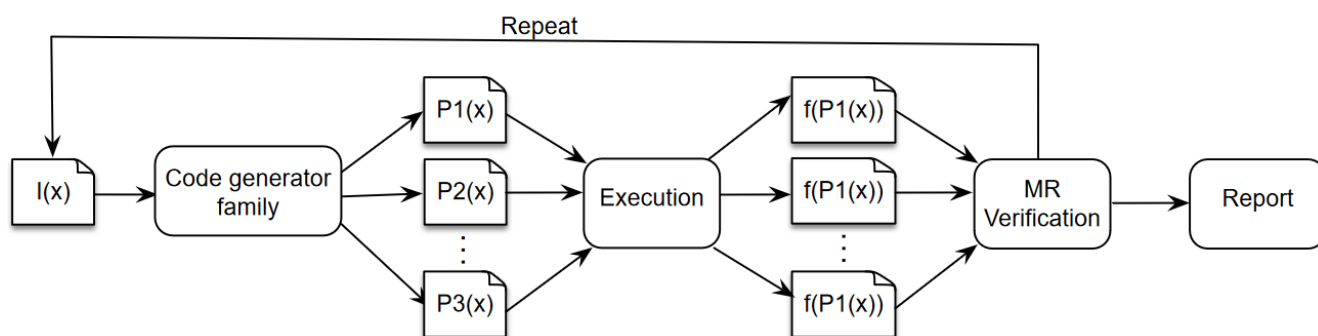 Repeat
I(x)
Code generator
family
P1(x)
P2(x)
P3(x)
Execution
f(P1(x))
f(P1(x))
f(P1(x))
MR
Verification
Report